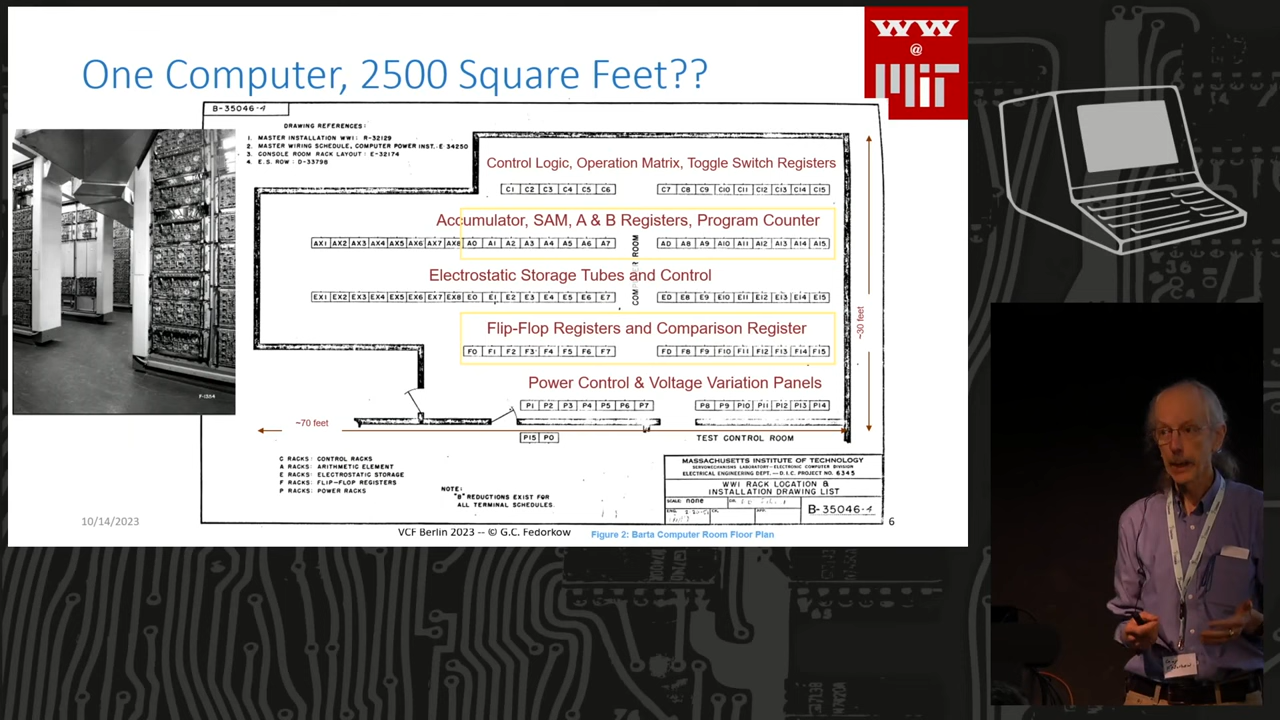 One Computer, 2500 Square Feet??
WW
@
MIT
B-35046-4
DRAWING REFERENCES:
1. MASTER INSTALLATION WWI: R-32129
2. MASTER WIRING SCHEDULE, COMPUTER POWER INST. E-34250
3. CONSOLE ROOM RACK LAYOUT: E-32174
4. E.S. ROW: D-33798
Control Logic, Operation Matrix, Toggle Switch Registers
C1 C2 C3 C4 C5 C6 C7 C8 C9 C10 C11 C12 C13 C14 C15
Accumulator, SAM, A & B Registers, Program Counter
AX1 AX2 AX3 AX4 AX5 AX6 AX7 AX8 A0 A1 A2 A3 A4 A5 A6 A7 AD A8 A9 A10 A11 A12 A13 A14 A15
ROOM
Electrostatic Storage Tubes and Control
EX1 EX2 EX3 EX4 EX5 EX6 EX7 EX8 E0 E1 E2 E3 E4 E5 E6 E7 ED E8 E9 E10 E11 E12 E13 E14 E15
Flip-Flop Registers and Comparison Register
F0 F1 F2 F3 F4 F5 F6 F7 FD F8 F9 F10 F11 F12 F13 F14 F15
~30 feet
Power Control & Voltage Variation Panels
P1 P2 P3 P4 P5 P6 P7 P8 P9 P10 P11 P12 P13 P14
~70 feet
P15 P0
TEST CONTROL ROOM
F-1354
C RACKS: CONTROL RACKS
A RACKS: ARITHMETIC ELEMENT
E RACKS: ELECTROSTATIC STORAGE
F RACKS: FLIP-FLOP REGISTERS
P RACKS: POWER RACKS
NOTE:
"B" REDUCTIONS EXIST FOR
ALL TERMINAL SCHEDULES.
MASSACHUSETTS INSTITUTE OF TECHNOLOGY
SERVOMECHANISMS LABORATORY—ELECTRONIC COMPUTER DIVISION
ELECTRICAL ENGINEERING DEPT. — D.I.C. PROJECT NO. 6345
WWI RACK LOCATION &
INSTALLATION DRAWING LIST
SCALE: none
B-35046-4
10/14/2023
VCF Berlin 2023 -- © G.C. Fedorkow
Figure 2: Barta Computer Room Floor Plan
6